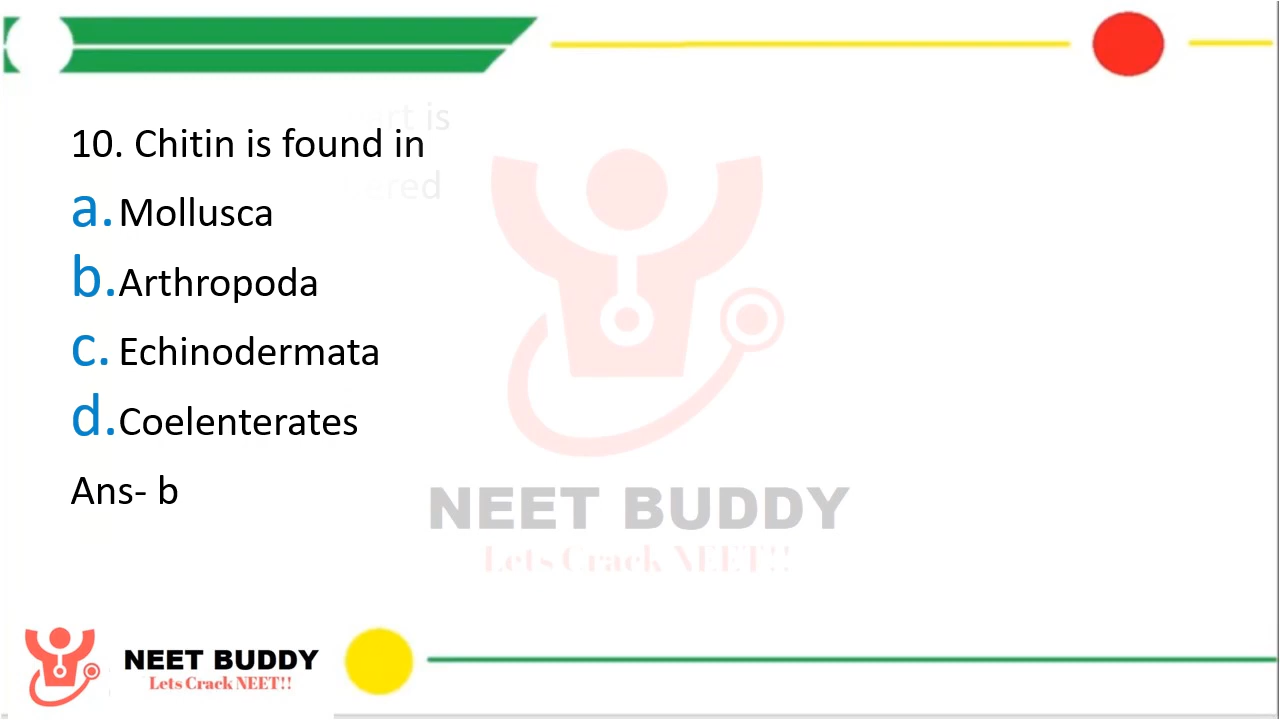 10. Chitin is found in
a. Mollusca
b. Arthropoda
c. Echinodermata
d. Coelenterates
Ans- b
NEET BUDDY
Lets Crack NEET!!
NEET BUDDY
Lets Crack NEET!!